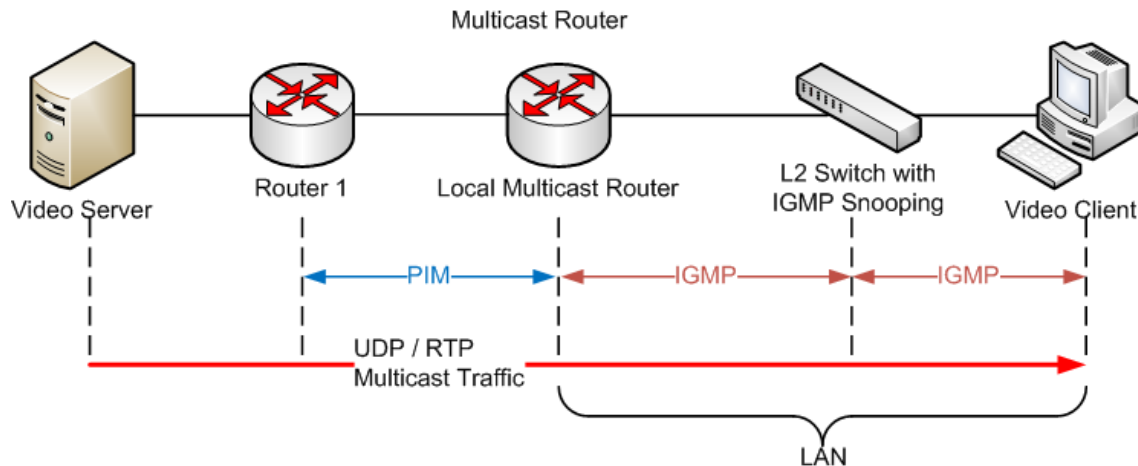 Multicast Router
Video Server
Router 1
Local Multicast Router
L2 Switch with
IGMP Snooping
Video Client
PIM
IGMP
IGMP
UDP / RTP
Multicast Traffic
LAN